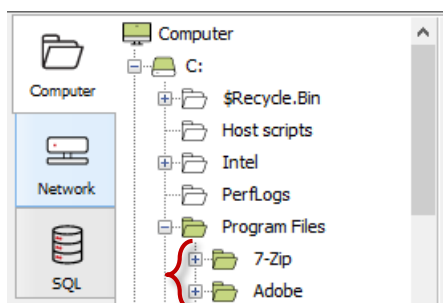 Computer
Network
SQL
Computer
C:
$Recycle.Bin
Host scripts
Intel
PerfLogs
Program Files
7-Zip
Adobe